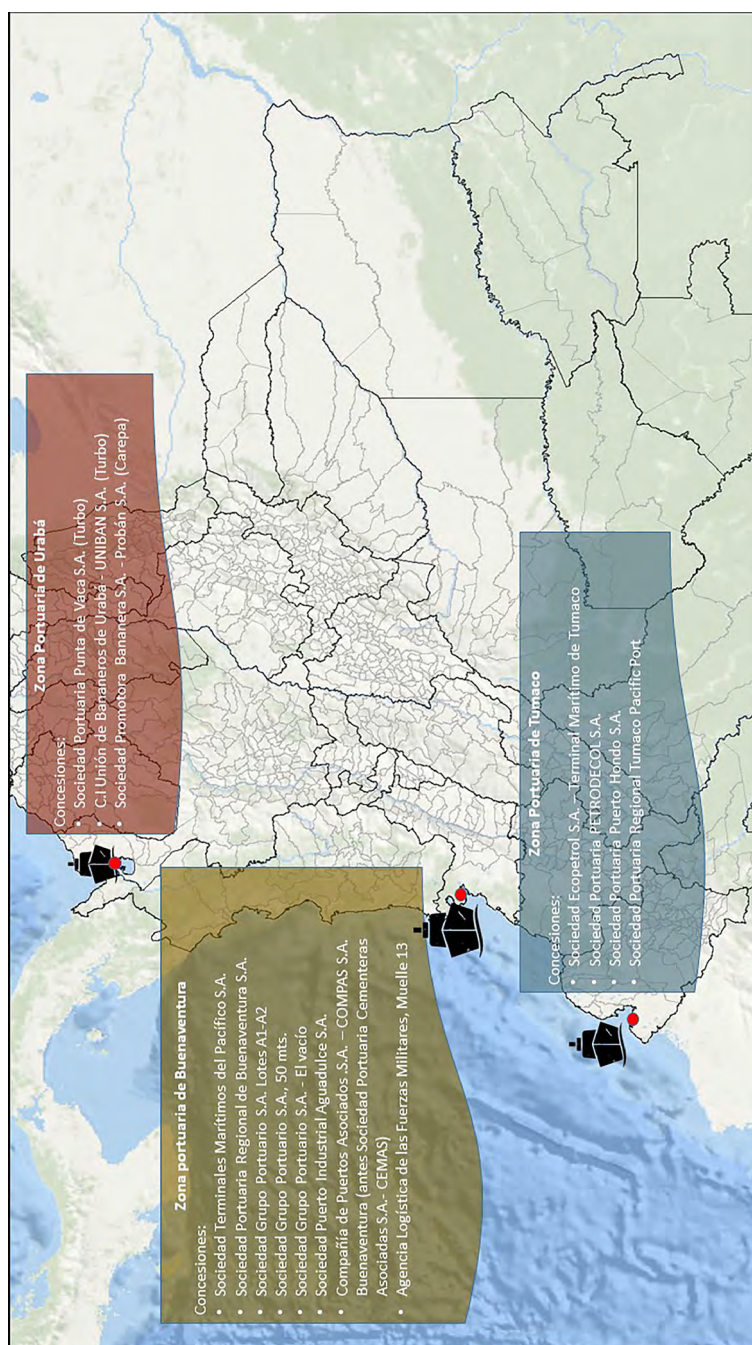 Zona Portuaria de Urabá
Concesiones:
• Sociedad Portuaria Punta de Vaca S.A. (Turbo)
• C.I Unión de Bananeros de Urabá - UNIBAN S.A. (Turbo)
• Sociedad Promotora Bananera S.A. - Probán S.A. (Carepa)
Zona portuaria de Buenaventura
Concesiones:
• Sociedad Terminales Marítimos del Pacífico S.A.
• Sociedad Portuaria Regional de Buenaventura S.A.
• Sociedad Grupo Portuario S.A. Lotes A1-A2
• Sociedad Grupo Portuario S.A., 50 mts.
• Sociedad Grupo Portuario S.A. - El vacío
• Sociedad Puerto Industrial Aguadulce S.A.
• Compañía de Puertos Asociados .S.A. – COMPAS S.A.
Buenaventura (antes Sociedad Portuaria Cementeras
Asociadas S.A.- CEMAS)
• Agencia Logística de las Fuerzas Militares, Muelle 13
Zona Portuaria de Tumaco
Concesiones:
• Sociedad Ecopetrol S.A. – Terminal Marítimo de Tumaco
• Sociedad Portuaria PETRODECOL S.A.
• Sociedad Portuaria Puerto Hondo S.A.
• Sociedad Portuaria Regional Tumaco Pacific Port